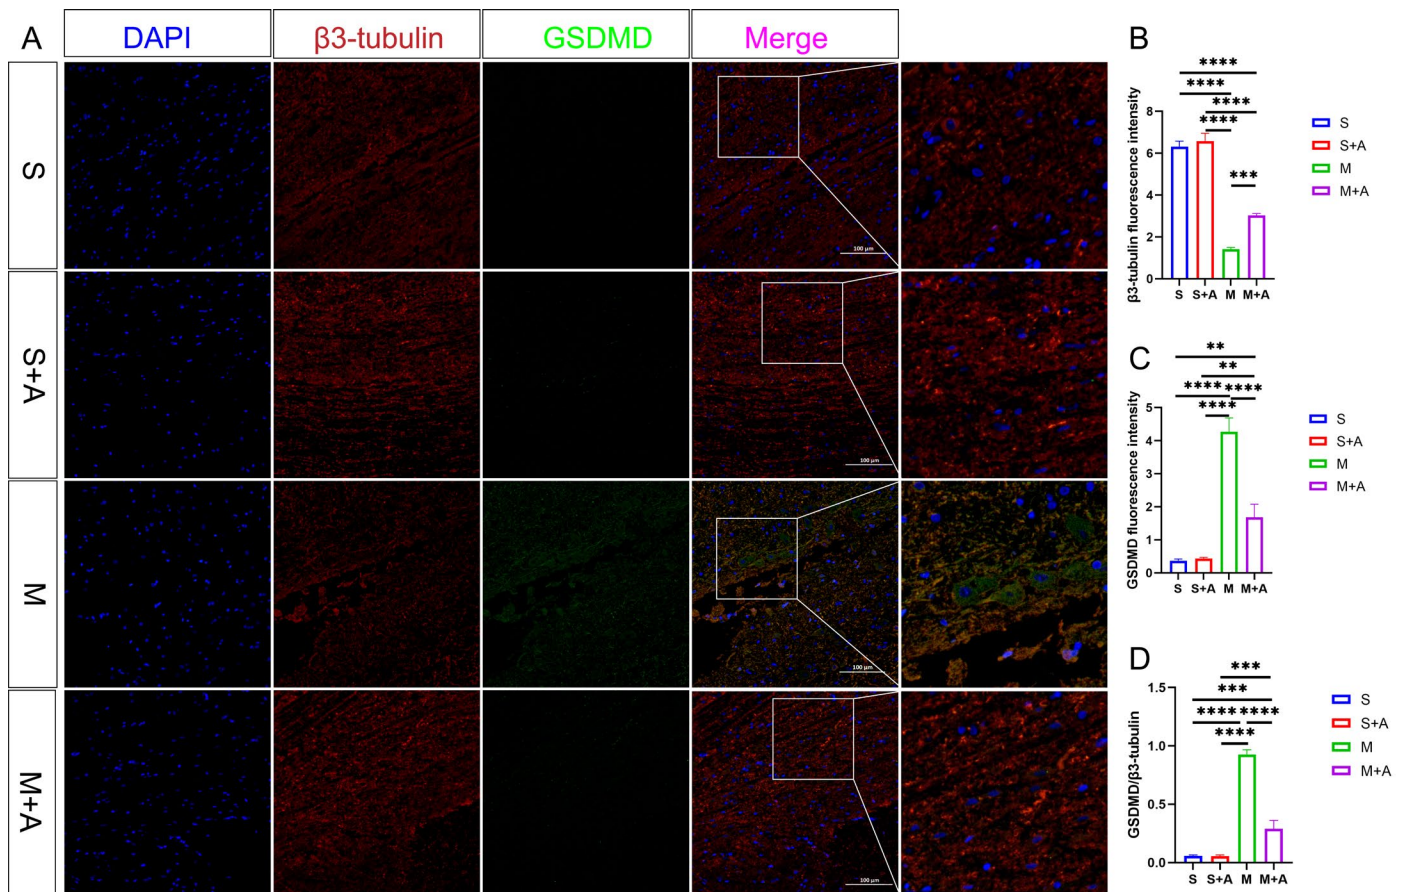 A
DAPI
β3-tubulin
GSDMD
Merge
S
100 μm
S+A
100 μm
M
100 μm
M+A
100 μm
B
β3-tubulin fluorescence intensity
8
6
4
2
0
****
****
****
****
***
S S+A M M+A
S
S+A
M
M+A
C
GSDMD fluorescence intensity
5
4
3
2
1
0
**
**
**** ****
****
S S+A M M+A
S
S+A
M
M+A
D
GSDMD/β3-tubulin
1.5
1.0
0.5
0.0
***
***
**** ****
****
S S+A M M+A
S
S+A
M
M+A